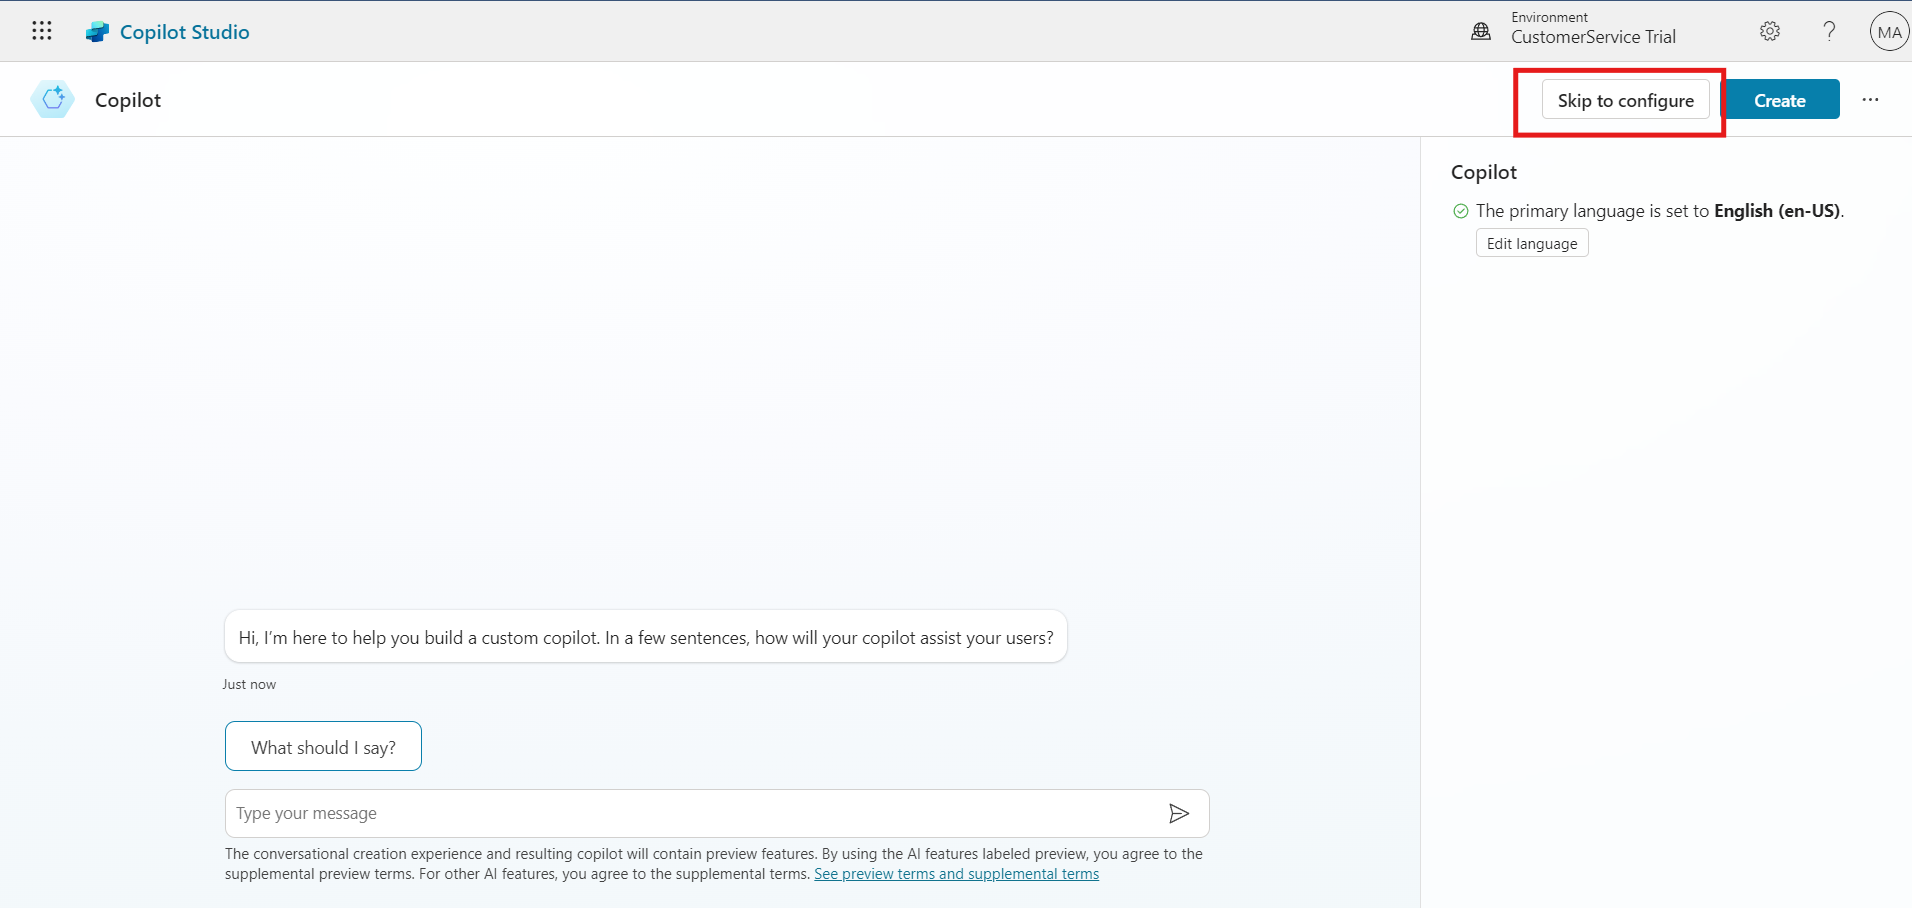 Copilot Studio
Environment
CustomerService Trial
?
MA
Copilot
Skip to configure
Create
...
Copilot
The primary language is set to English (en-US).
Edit language
Hi, I'm here to help you build a custom copilot. In a few sentences, how will your copilot assist your users?
Just now
What should I say?
Type your message
The conversational creation experience and resulting copilot will contain preview features. By using the AI features labeled preview, you agree to the
supplemental preview terms. For other AI features, you agree to the supplemental terms. See preview terms and supplemental terms